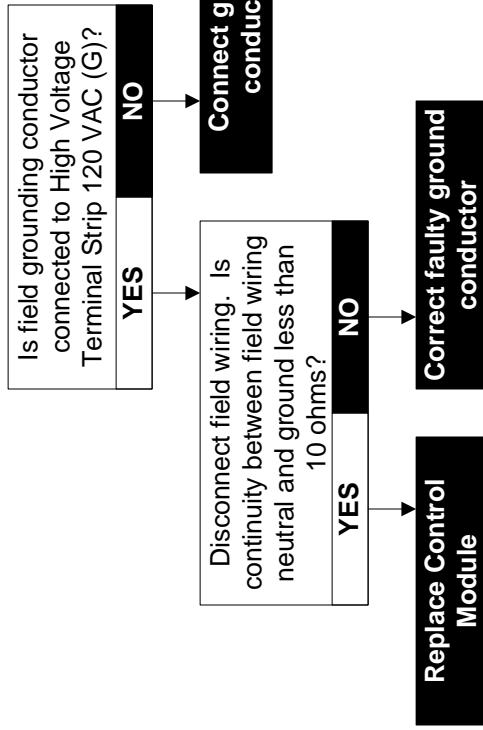 Is field grounding conductor
connected to High Voltage
Terminal Strip 120 VAC (G)?
YES
NO
Connect g
conduc
Disconnect field wiring.  Is
continuity between field wiring
neutral and ground less than
10 ohms?
YES
NO
Replace Control
Module
Correct faulty ground
conductor